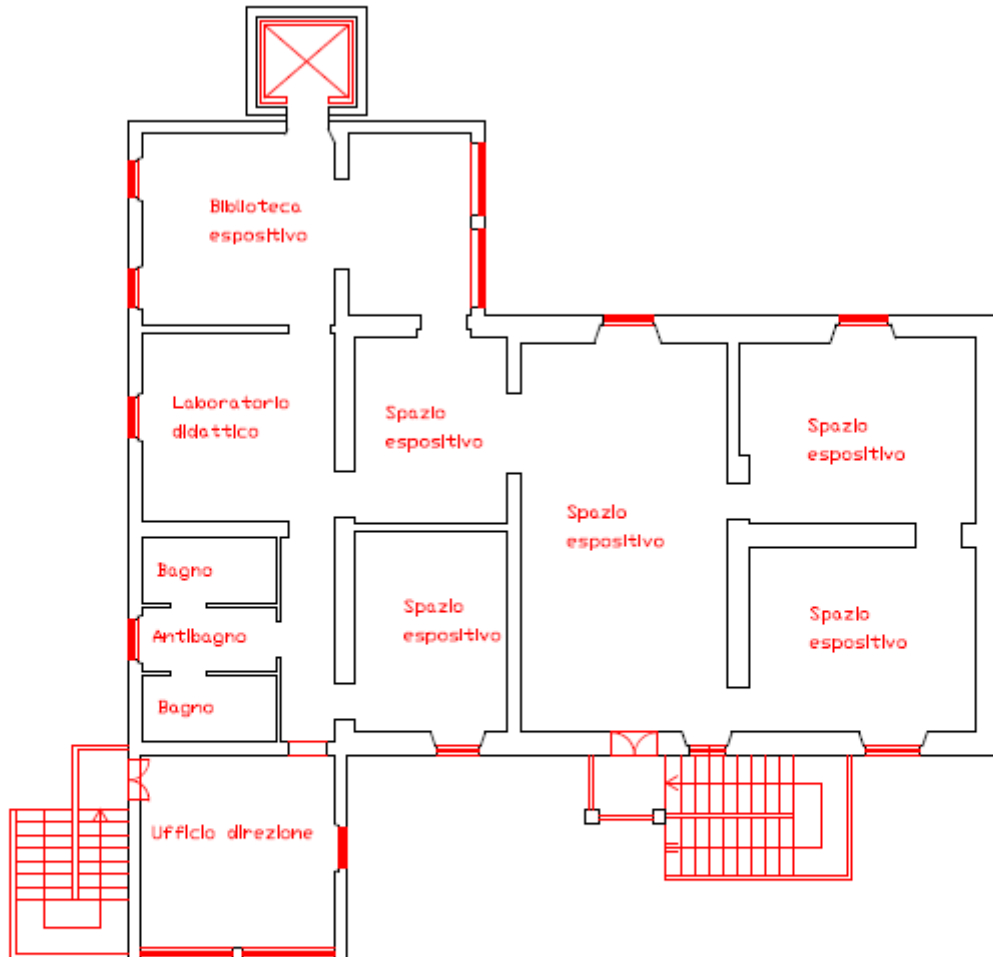 Biblioteca
espositivo
Laboratorio
didattico
Spazio
espositivo
Spazio
espositivo
Spazio
espositivo
Bagno
Spazio
espositivo
Antibagno
Spazio
espositivo
Bagno
Ufficio direzione